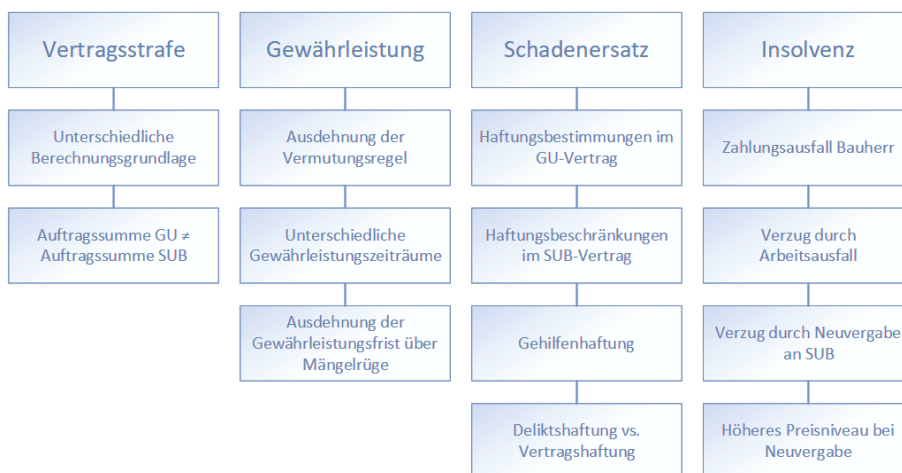 Vertragsstrafe
Unterschiedliche
Berechnungsgrundlage
Auftragssumme GU ≠
Auftragssumme SUB
Gewährleistung
Ausdehnung der
Vermutungsregel
Unterschiedliche
Gewährleistungszeiträume
Ausdehnung der
Gewährleistungsfrist über
Mängelrüge
Schadenersatz
Haftungsbestimmungen im
GU-Vertrag
Haftungsbeschränkungen
im SUB-Vertrag
Gehilfenhaftung
Deliktshaftung vs.
Vertragshaftung
Insolvenz
Zahlungsausfall Bauherr
Verzug durch
Arbeitsausfall
Verzug durch Neuvergabe
an SUB
Höheres Preisniveau bei
Neuvergabe